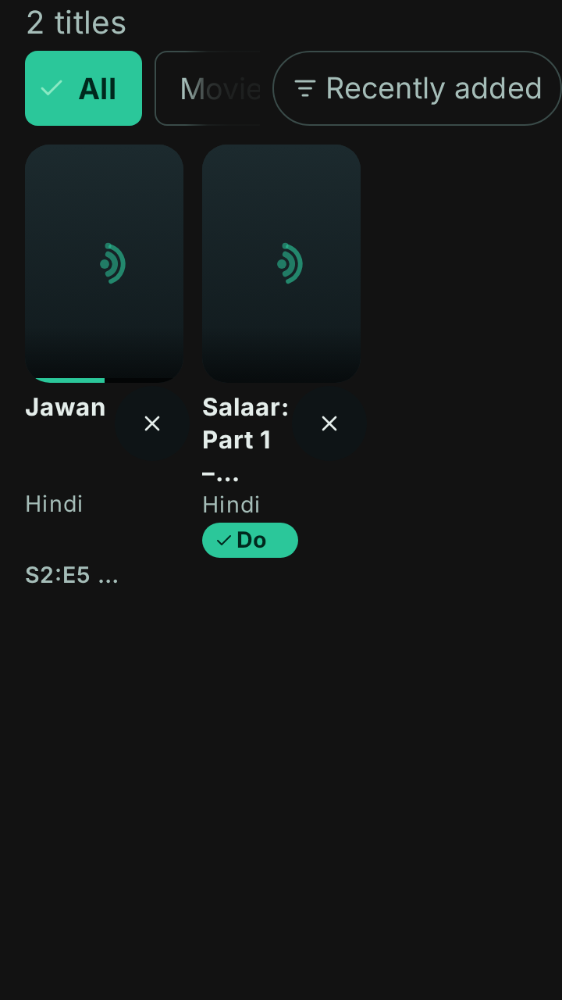 2 titles
All
Movie
Recently added
Jawan
Salaar:
Part 1
–...
Hindi
Hindi
Do
S2:E5 ...